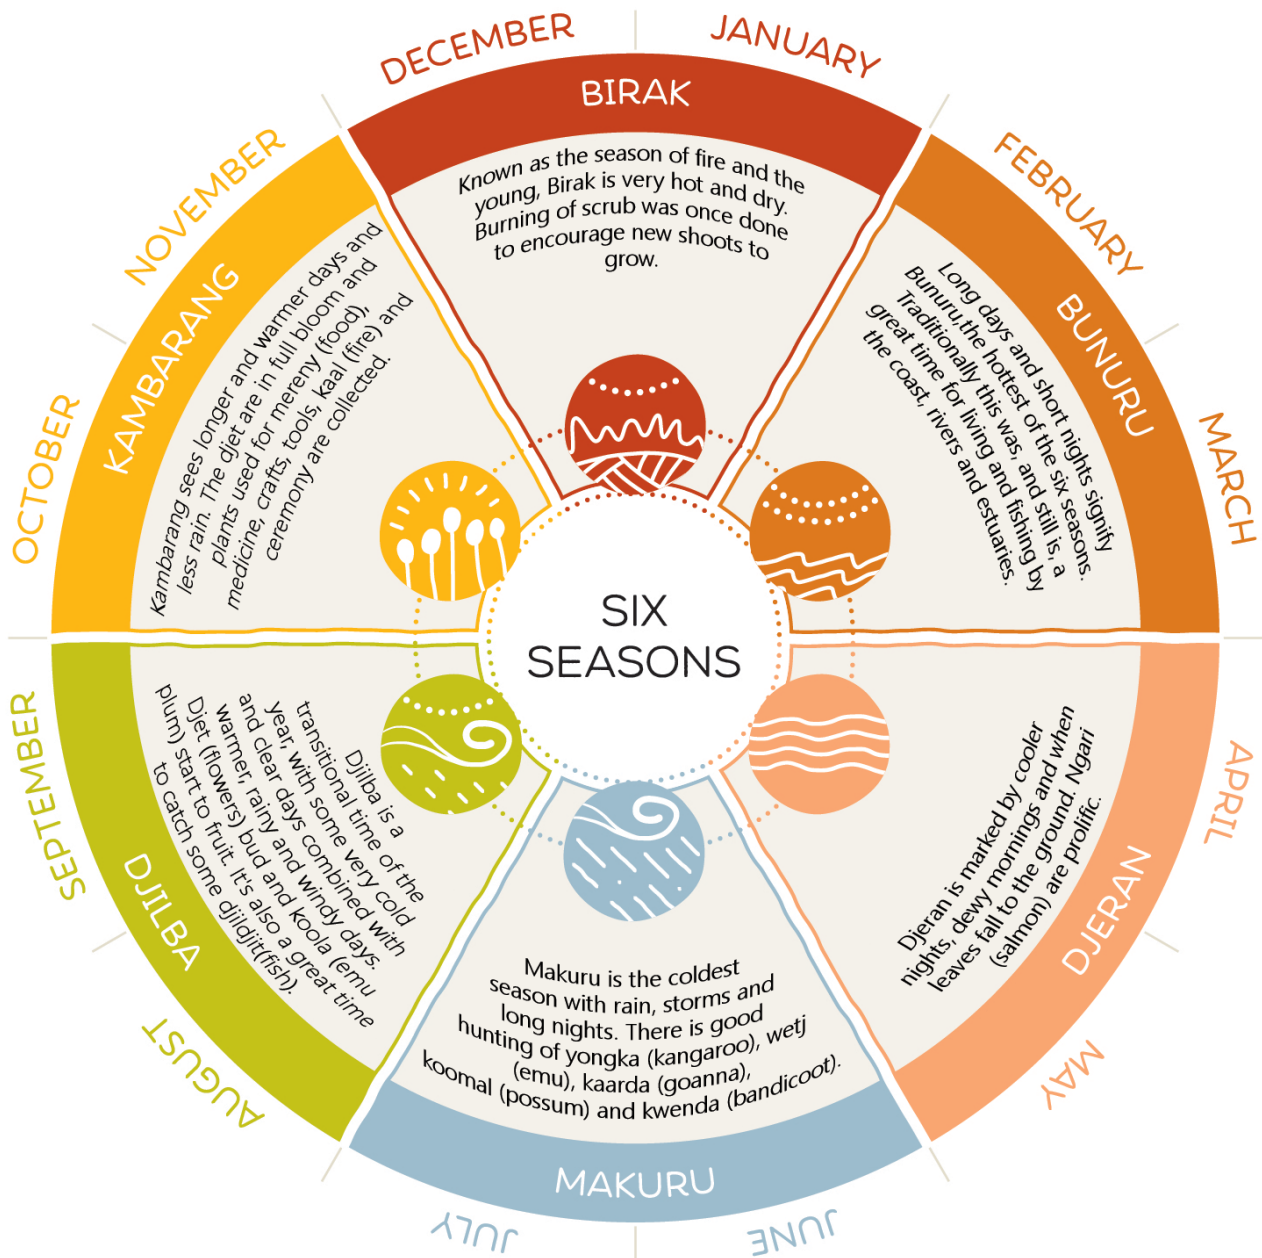 SIX
SEASONS
DECEMBER
JANUARY
BIRAK
Known as the season of fire and the
young, Birak is very hot and dry.
Burning of scrub was once done
to encourage new shoots to
grow.
FEBRUARY
MARCH
BUNURU
Long days and short nights signify
Bunuru,the hottest of the six seasons.
Traditionally this was, and still is, a
great time for living and fishing by
the coast, rivers and estuaries.
APRIL
MAY
DJERAN
Djeran is marked by cooler
nights, dewy mornings and when
leaves fall to the ground. Ngari
(salmon) are prolific.
JUNE
JULY
MAKURU
Makuru is the coldest
season with rain, storms and
long nights. There is good
hunting of yongka (kangaroo), wetj
(emu), kaarda (goanna),
koomal (possum) and kwenda (bandicoot).
AUGUST
SEPTEMBER
DJILBA
Djilba is a
transitional time of the
year, with some very cold
and clear days combined with
warmer, rainy and windy days.
Djet (flowers) bud and koola (emu
plum) start to fruit. It's also a great time
to catch some djildjit(fish).
OCTOBER
NOVEMBER
KAMBARANG
Kambarang sees longer and warmer days and
less rain. The djet are in full bloom and
plants used for mereny (food),
medicine, crafts, tools, kaal (fire) and
ceremony are collected.